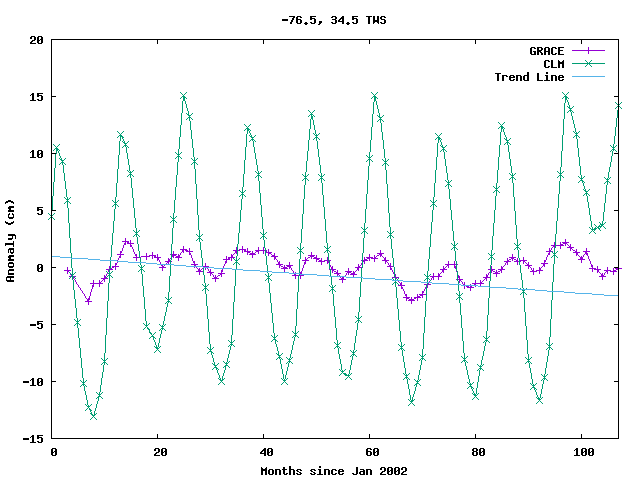 -76.5, 34.5 TWS
GRACE
CLM
Trend Line
20
15
10
5
0
-5
-10
-15
Anomaly (cm)
0 20 40 60 80 100
Months since Jan 2002